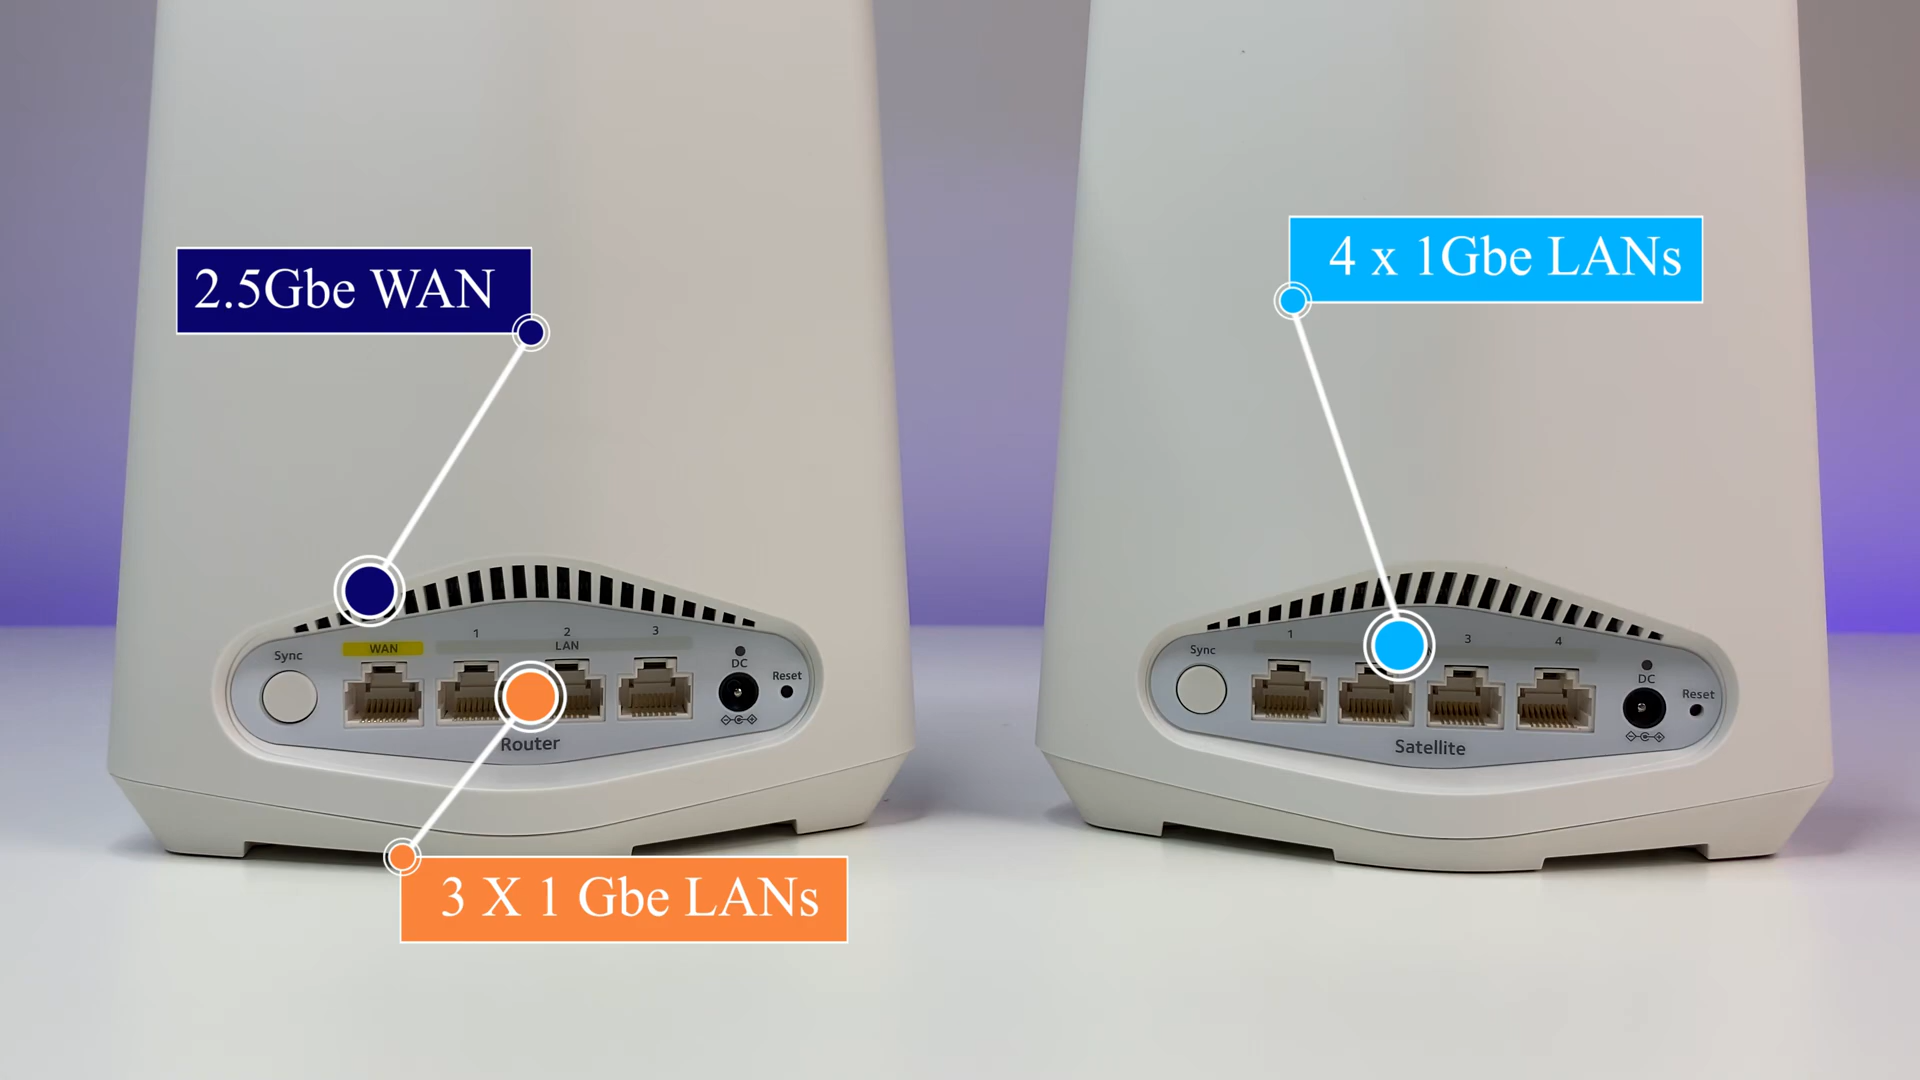 2.5Gbe WAN
4 x 1Gbe LANs
Sync
WAN
1
2
3
LAN
DC
Reset
Router
3 X 1 Gbe LANs
Sync
1
3
4
DC
Reset
Satellite